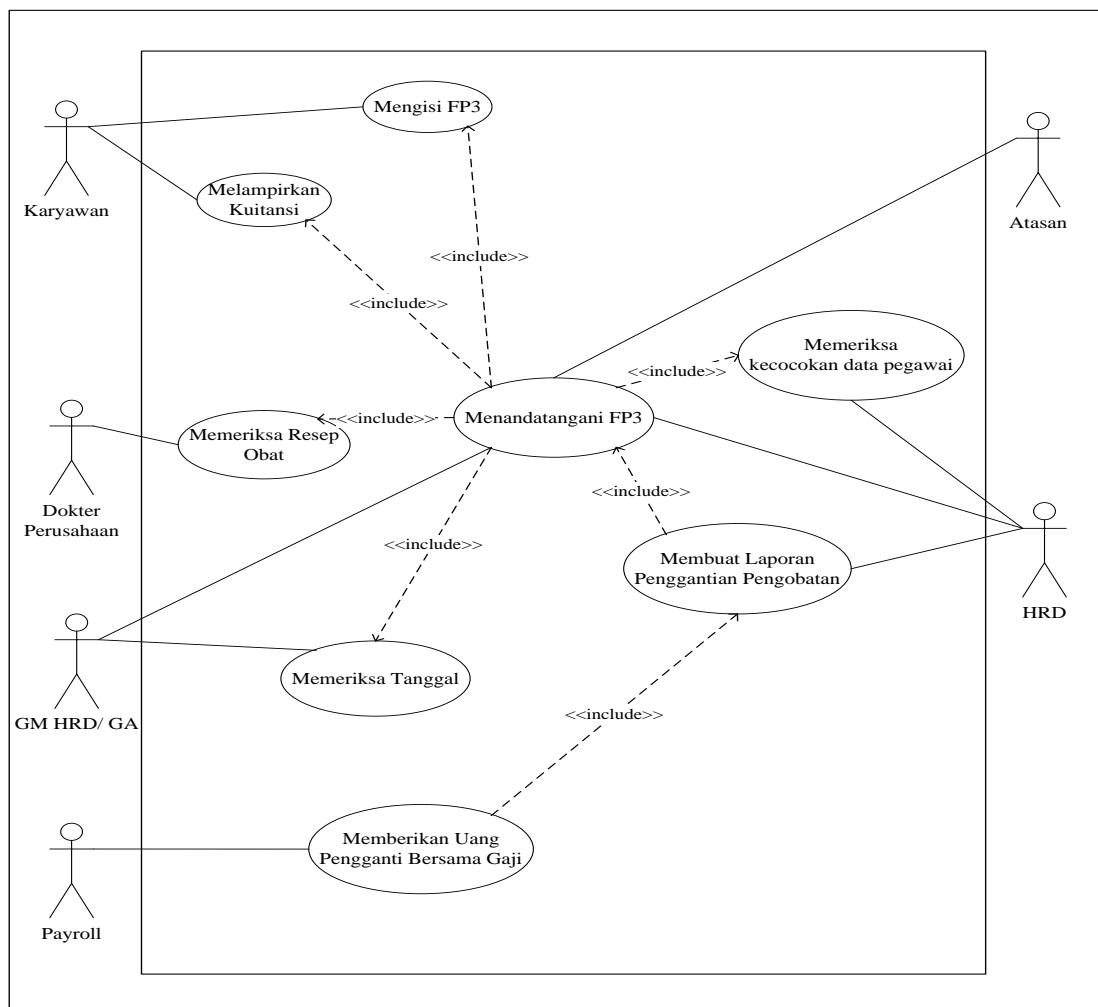 Mengisi FP3
Karyawan
Melampirkan
Kuitansi
Atasan
<<include>>
<<include>>
Memeriksa
kecocokan data pegawai
<<include>>
Menandatangani FP3
<<include>>
Memeriksa Resep
Obat
Dokter
Perusahaan
<<include>>
<<include>>
Membuat Laporan
Penggantian Pengobatan
HRD
Memeriksa Tanggal
GM HRD/ GA
<<include>>
Memberikan Uang
Pengganti Bersama Gaji
Payroll